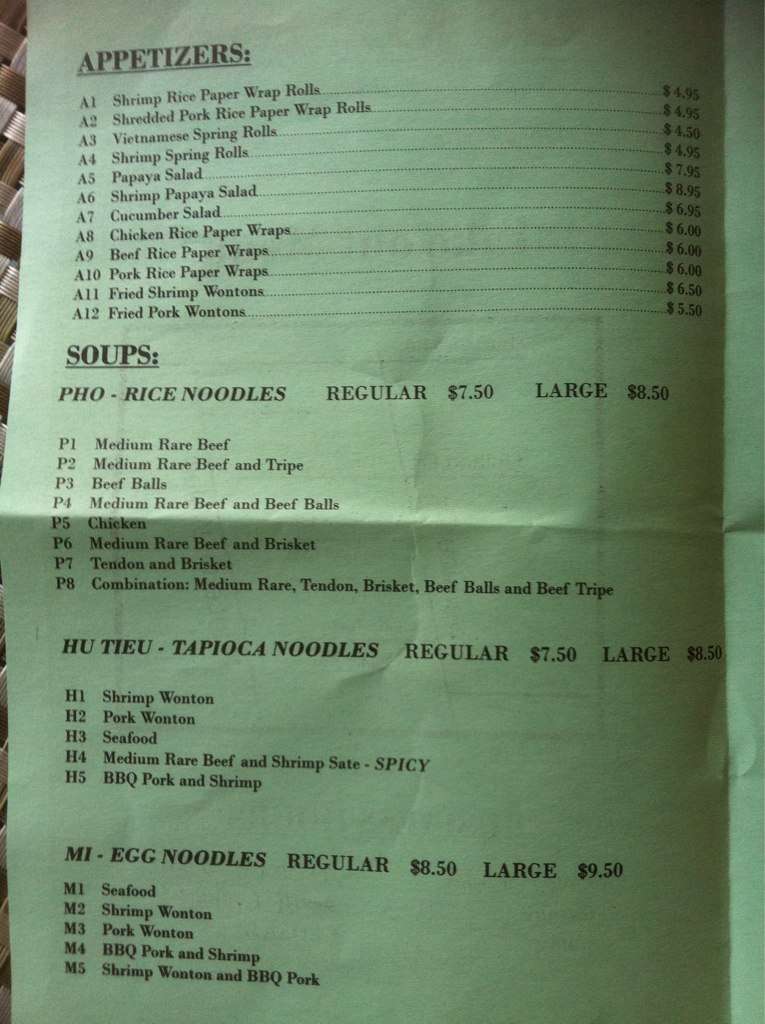 APPETIZERS:
A1 Shrimp Rice Paper Wrap Rolls $ 4.95
A2 Shredded Pork Rice Paper Wrap Rolls $ 4.95
A3 Vietnamese Spring Rolls $ 4.50
A4 Shrimp Spring Rolls $ 4.95
A5 Papaya Salad $ 7.95
A6 Shrimp Papaya Salad $ 8.95
A7 Cucumber Salad $ 6.95
A8 Chicken Rice Paper Wraps $ 6.00
A9 Beef Rice Paper Wraps $ 6.00
A10 Pork Rice Paper Wraps $ 6.00
A11 Fried Shrimp Wontons $ 6.50
A12 Fried Pork Wontons $ 5.50
SOUPS:
PHO - RICE NOODLES REGULAR $7.50 LARGE $8.50
P1 Medium Rare Beef
P2 Medium Rare Beef and Tripe
P3 Beef Balls
P4 Medium Rare Beef and Beef Balls
P5 Chicken
P6 Medium Rare Beef and Brisket
P7 Tendon and Brisket
P8 Combination: Medium Rare, Tendon, Brisket, Beef Balls and Beef Tripe
HU TIEU - TAPIOCA NOODLES REGULAR $7.50 LARGE $8.50
H1 Shrimp Wonton
H2 Pork Wonton
H3 Seafood
H4 Medium Rare Beef and Shrimp Sate - SPICY
H5 BBQ Pork and Shrimp
MI - EGG NOODLES REGULAR $8.50 LARGE $9.50
M1 Seafood
M2 Shrimp Wonton
M3 Pork Wonton
M4 BBQ Pork and Shrimp
M5 Shrimp Wonton and BBQ Pork